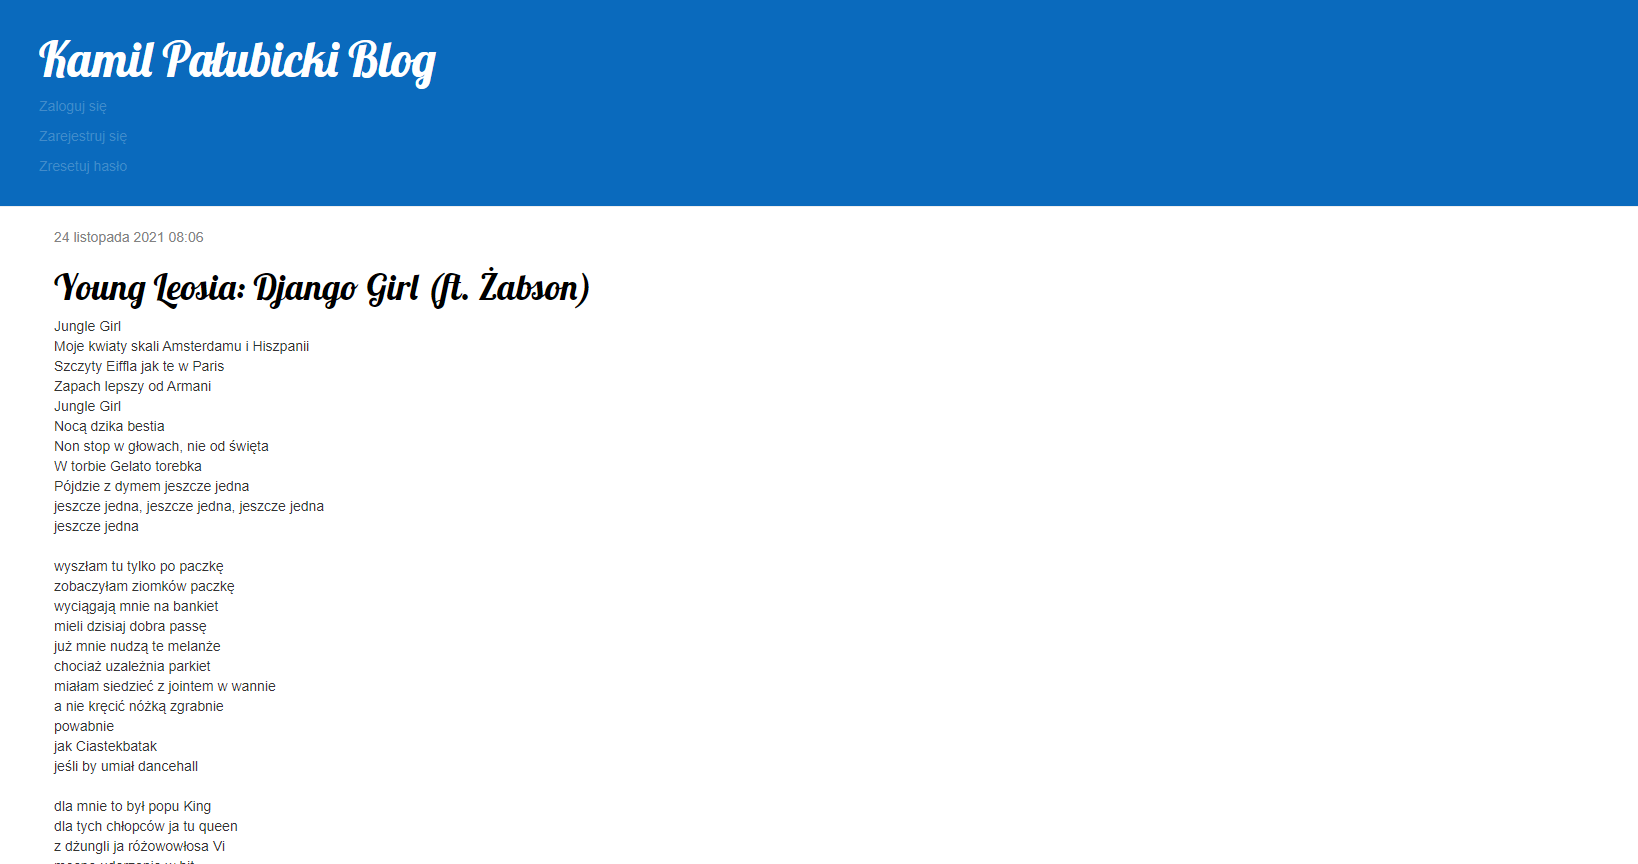 Kamil Pałubicki Blog
Zaloguj się
Zarejestruj się
Zresetuj hasło
24 listopada 2021 08:06
Young Leosia: Django Girl (ft. Żabson)
Jungle Girl
Moje kwiaty skali Amsterdamu i Hiszpanii
Szczyty Eiffla jak te w Paris
Zapach lepszy od Armani
Jungle Girl
Nocą dzika bestia
Non stop w głowach, nie od święta
W torbie Gelato torebka
Pójdzie z dymem jeszcze jedna
jeszcze jedna, jeszcze jedna, jeszcze jedna
jeszcze jedna
wyszłam tu tylko po paczkę
zobaczyłam ziomków paczkę
wyciągają mnie na bankiet
mieli dzisiaj dobra passę
już mnie nudzą te melanże
chociaż uzależnia parkiet
miałam siedzieć z jointem w wannie
a nie kręcić nóżką zgrabnie
powabnie
jak Ciastekbatak
jeśli by umiał dancehall
dla mnie to był popu King
dla tych chłopców ja tu queen
z dżungli ja różowowłosa Vi